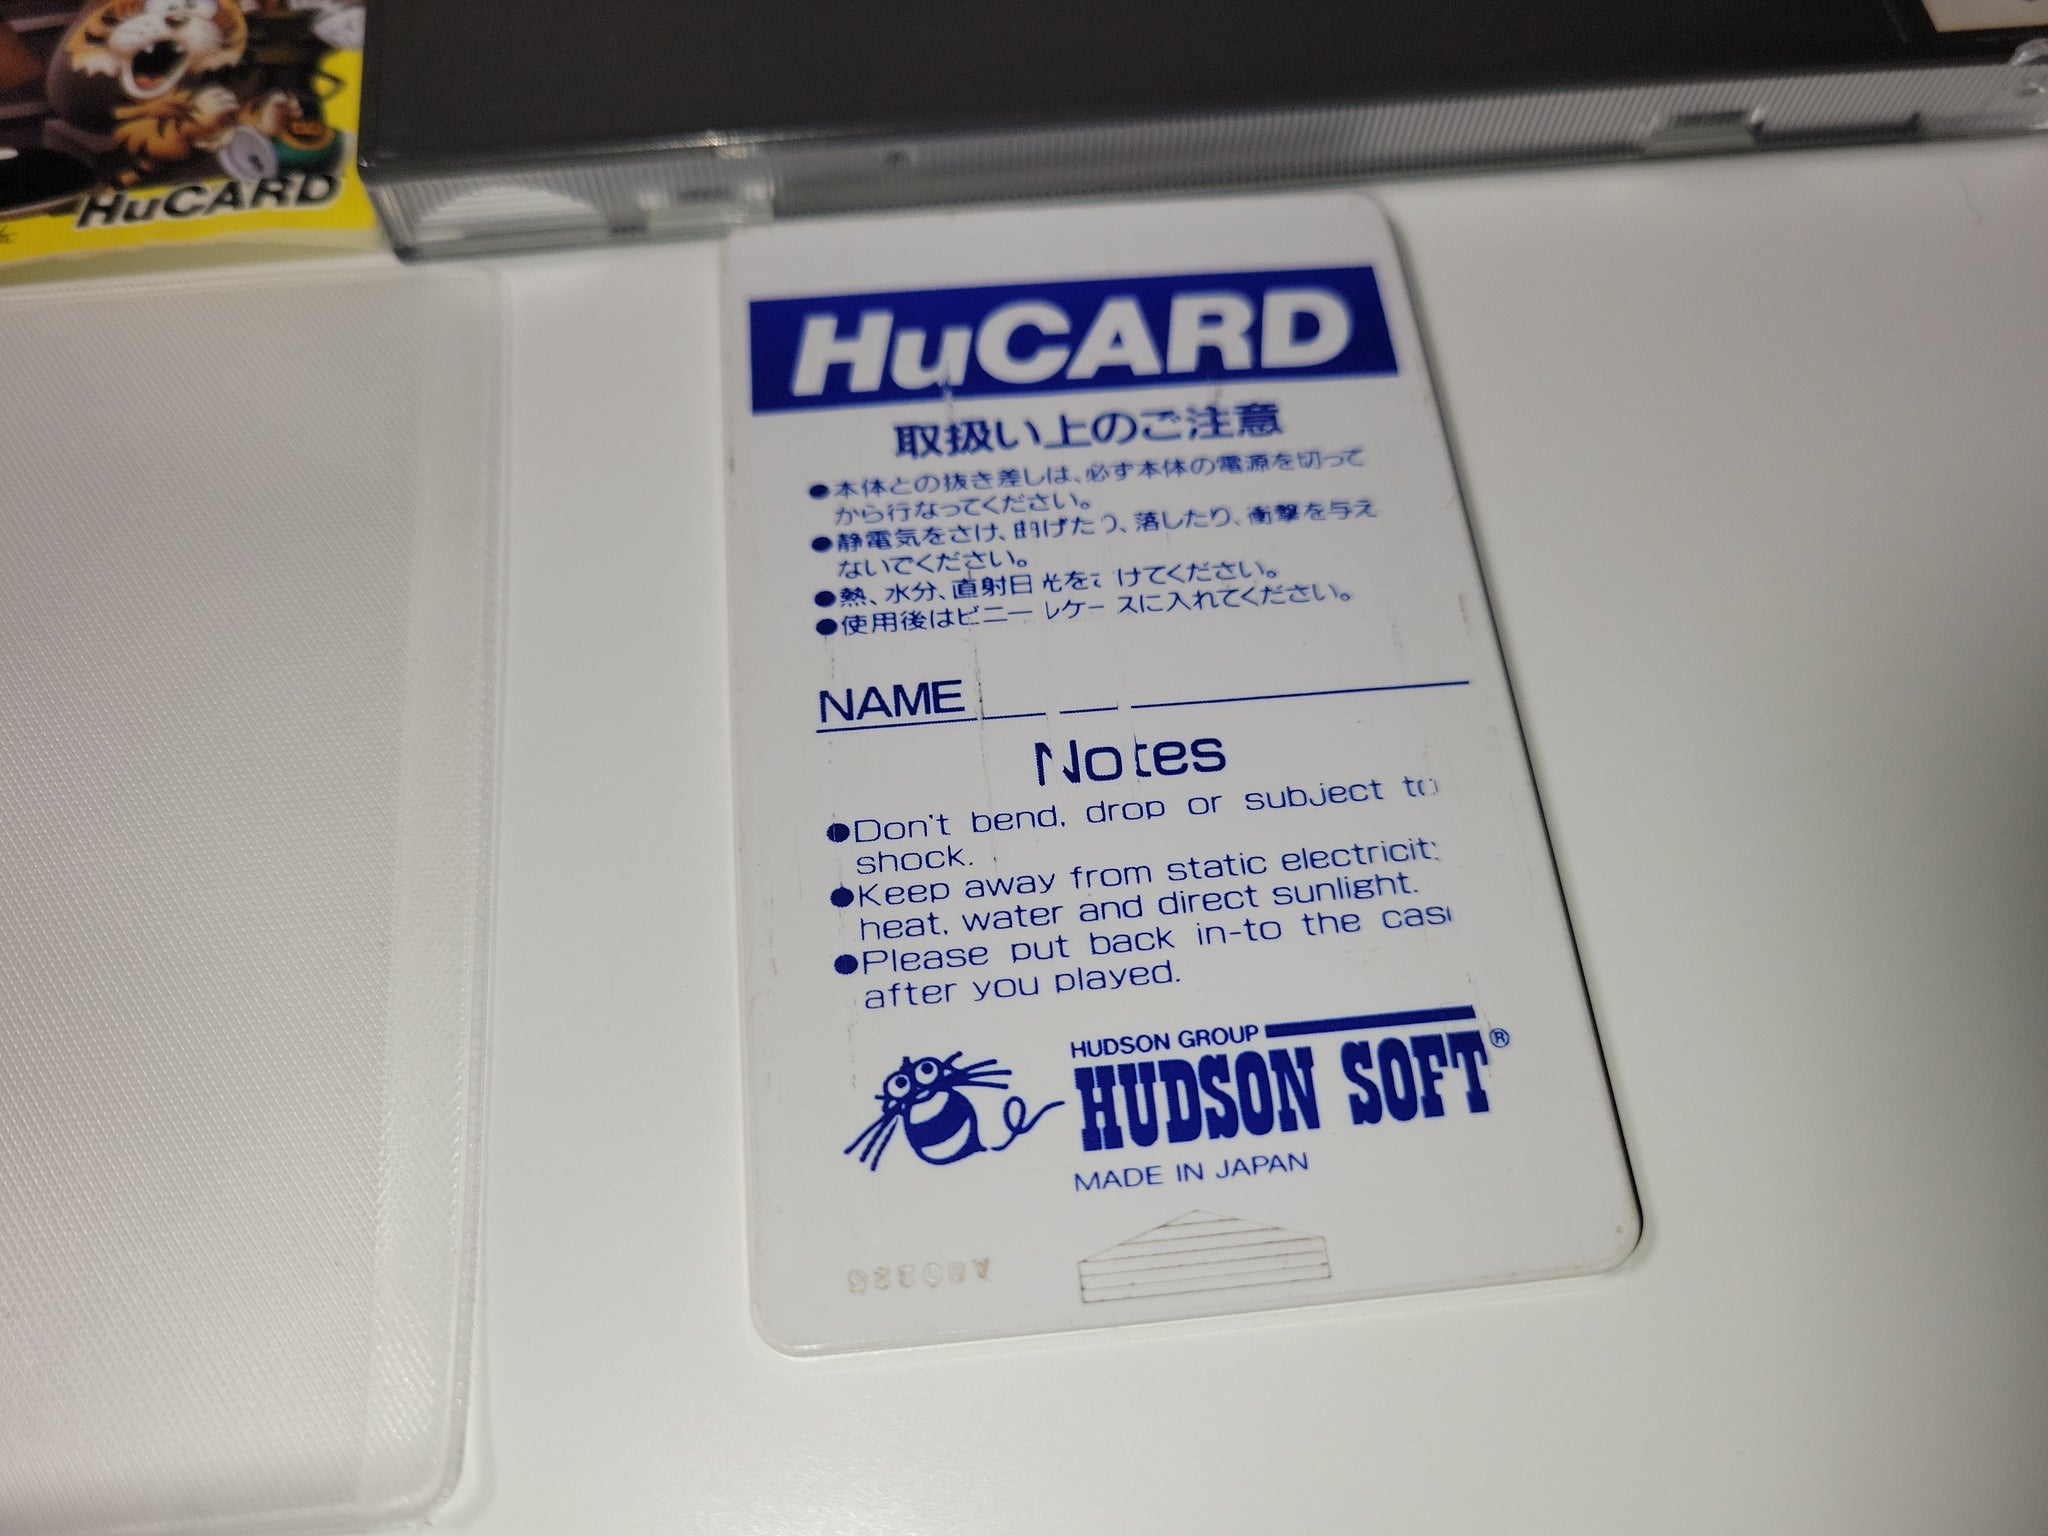 HuCARD
HuCARD
取扱い上のご注意
●本体との抜き差しは、必ず本体の電源を切って
から行なってください。
●静電気をさけ、曲げたり、落したり、衝撃を与え
ないでください。
●熱、水分、直射日光をさけてください。
●使用後はビニールケースに入れてください。
NAME
Notes
●Don't bend, drop or subject to
shock.
●Keep away from static electricity
heat, water and direct sunlight.
●Please put back in-to the case
after you played.
HUDSON GROUP
HUDSON SOFT®
MADE IN JAPAN